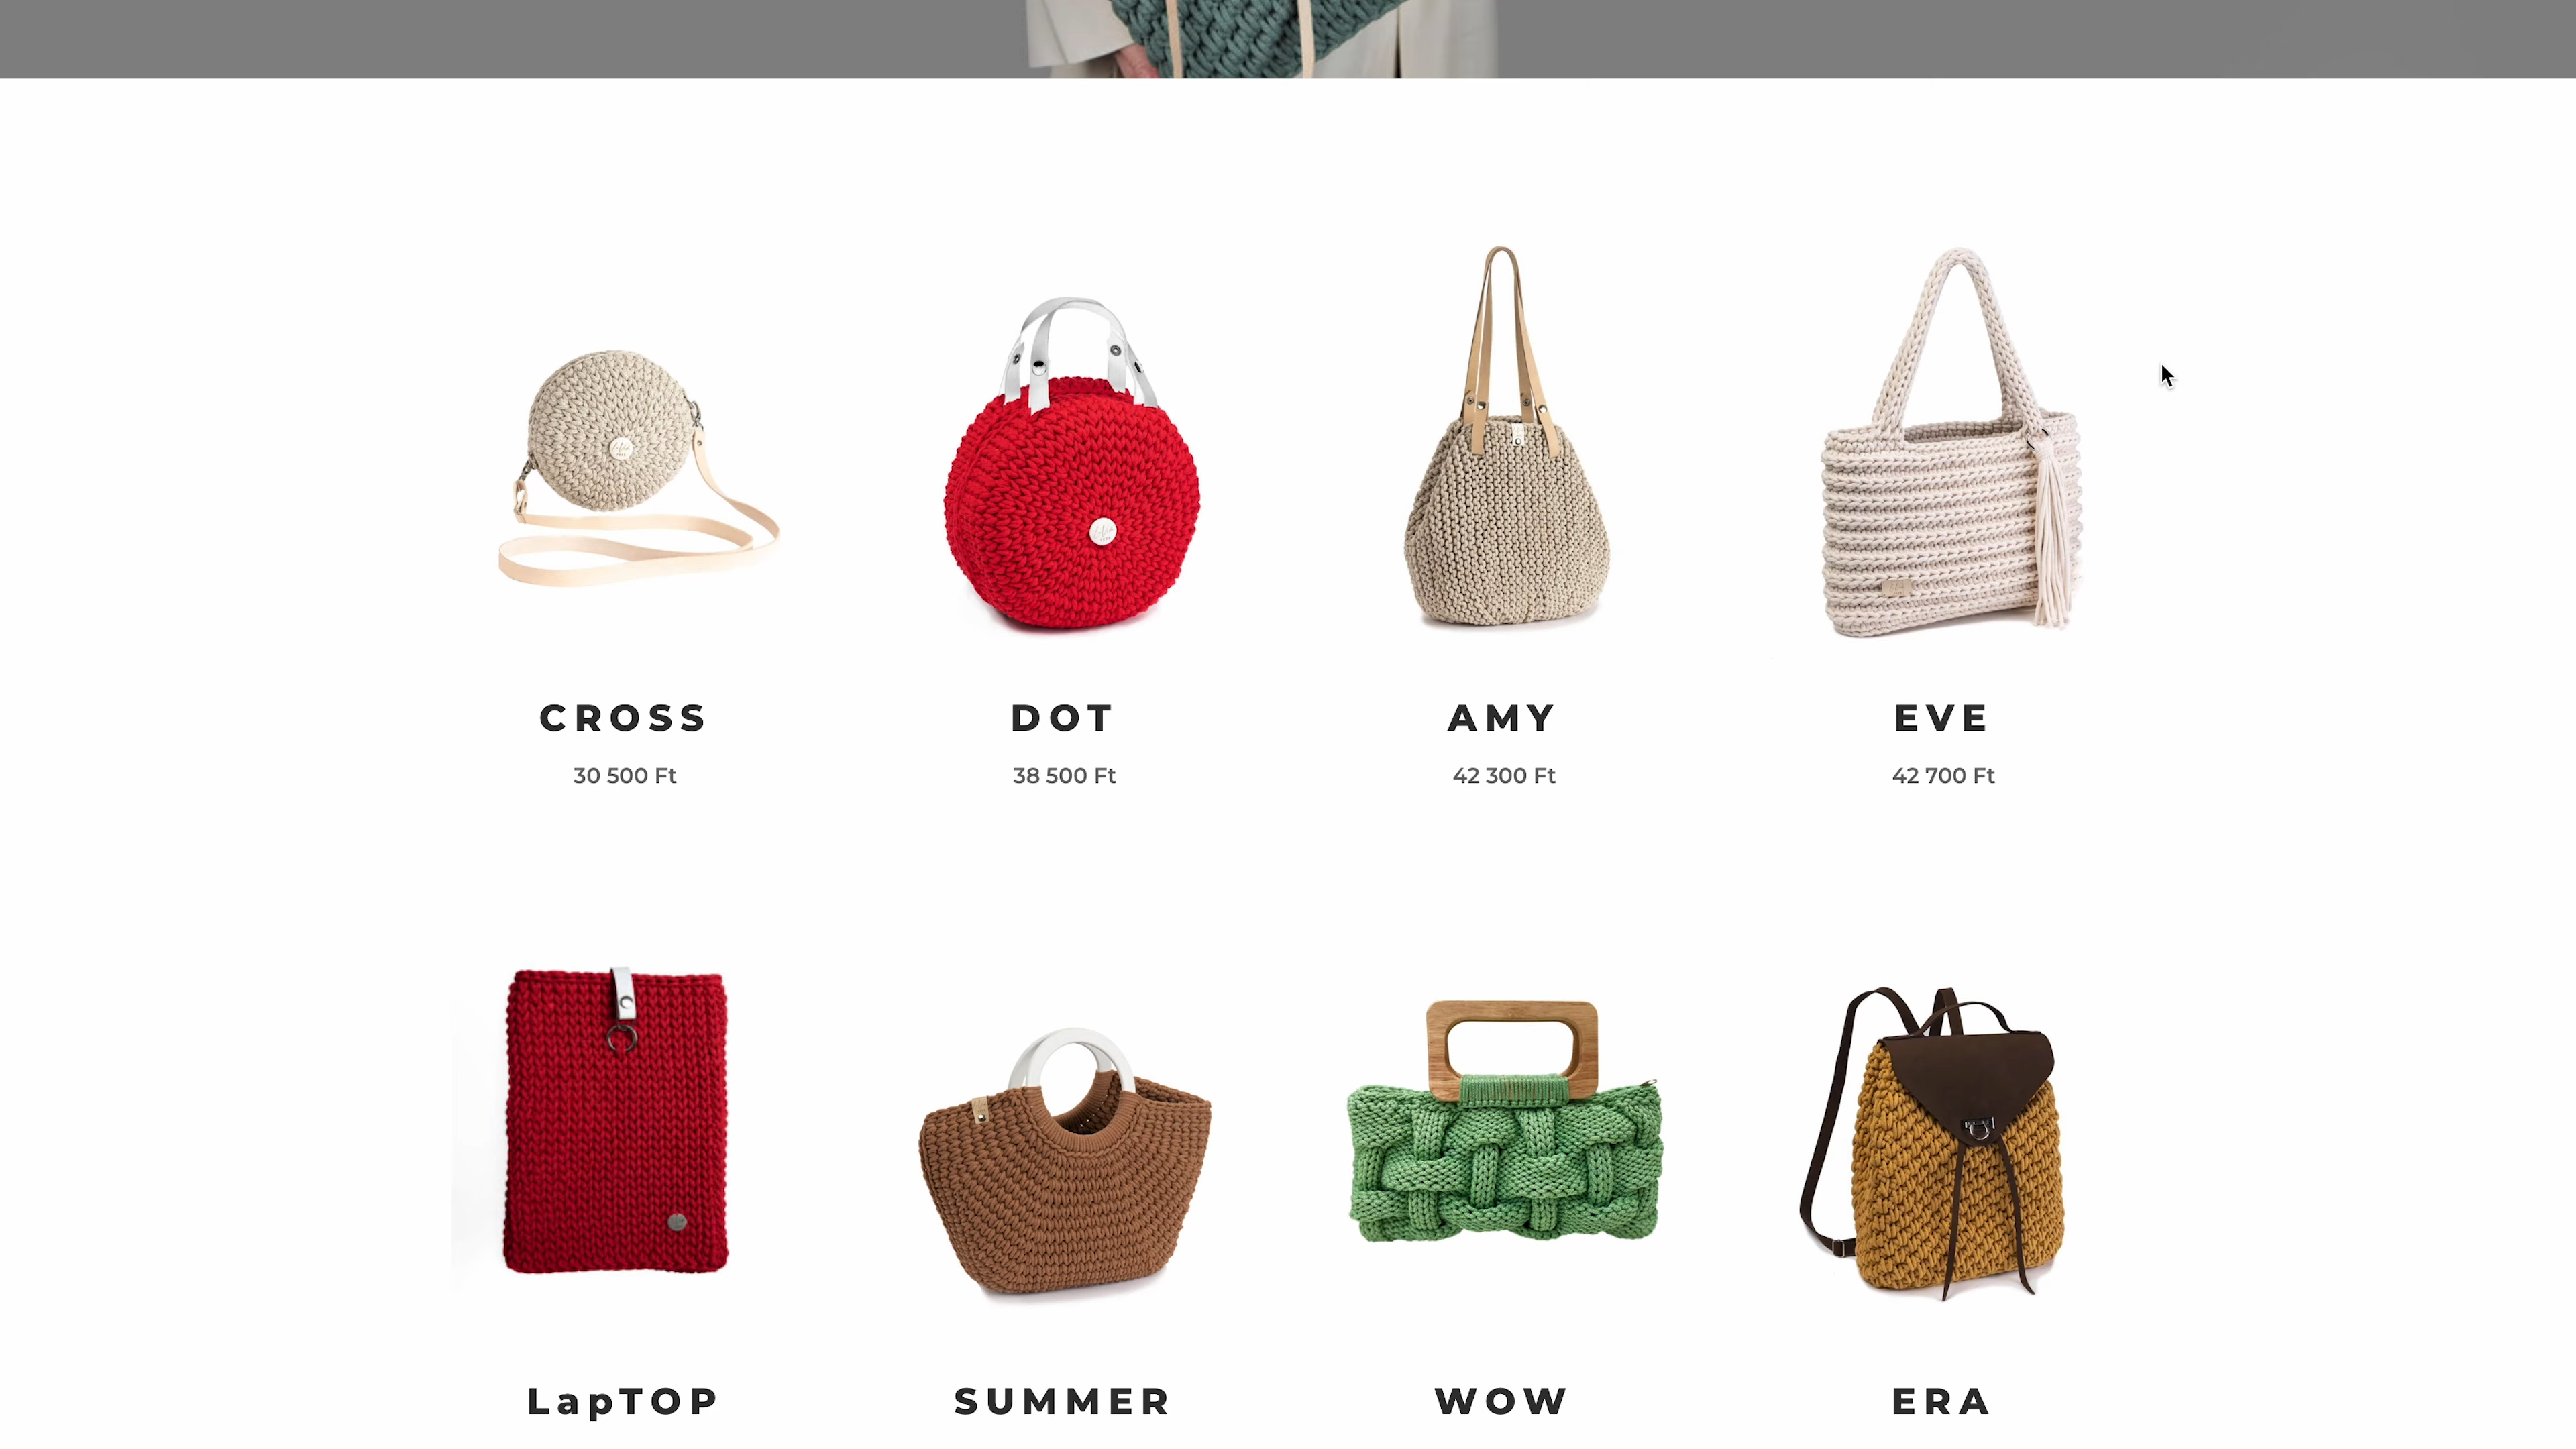 CROSS
30 500 Ft
DOT
38 500 Ft
AMY
42 300 Ft
EVE
42 700 Ft
LapTOP
SUMMER
WOW
ERA